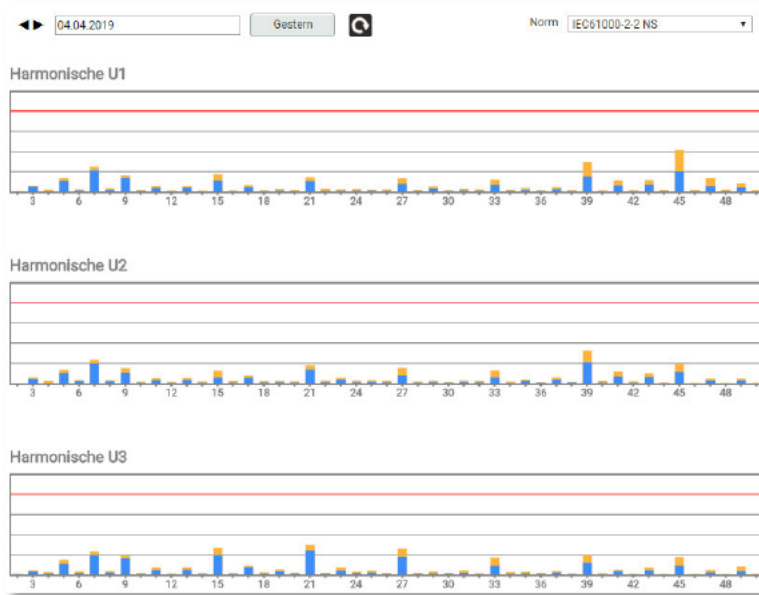 ◀▶ 04.04.2019 Gestern Norm IEC61000-2-2 NS
Harmonische U1
3 6 9 12 15 18 21 24 27 30 33 36 39 42 45 48
Harmonische U2
3 6 9 12 15 18 21 24 27 30 33 36 39 42 45 48
Harmonische U3
3 6 9 12 15 18 21 24 27 30 33 36 39 42 45 48